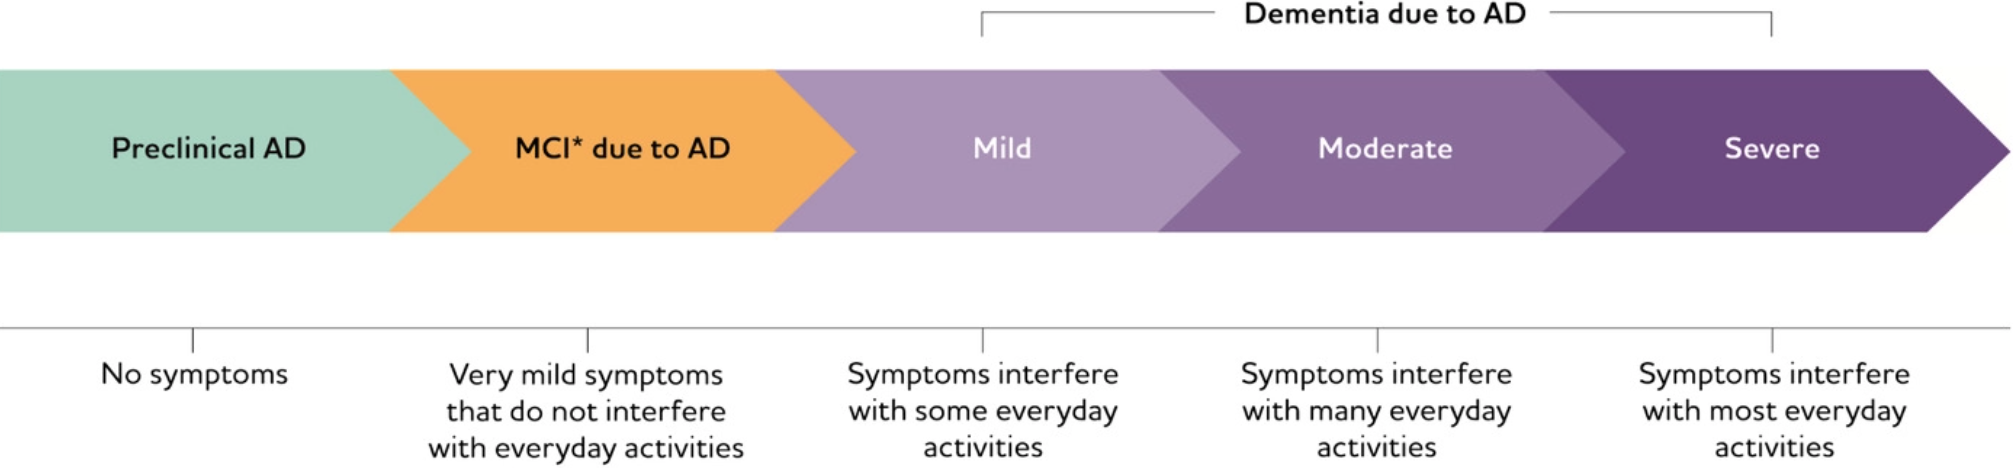 Dementia due to AD
Preclinical AD
MCI* due to AD
Mild
Moderate
Severe
No symptoms
Very mild symptoms
that do not interfere
with everyday activities
Symptoms interfere
with some everyday
activities
Symptoms interfere
with many everyday
activities
Symptoms interfere
with most everyday
activities